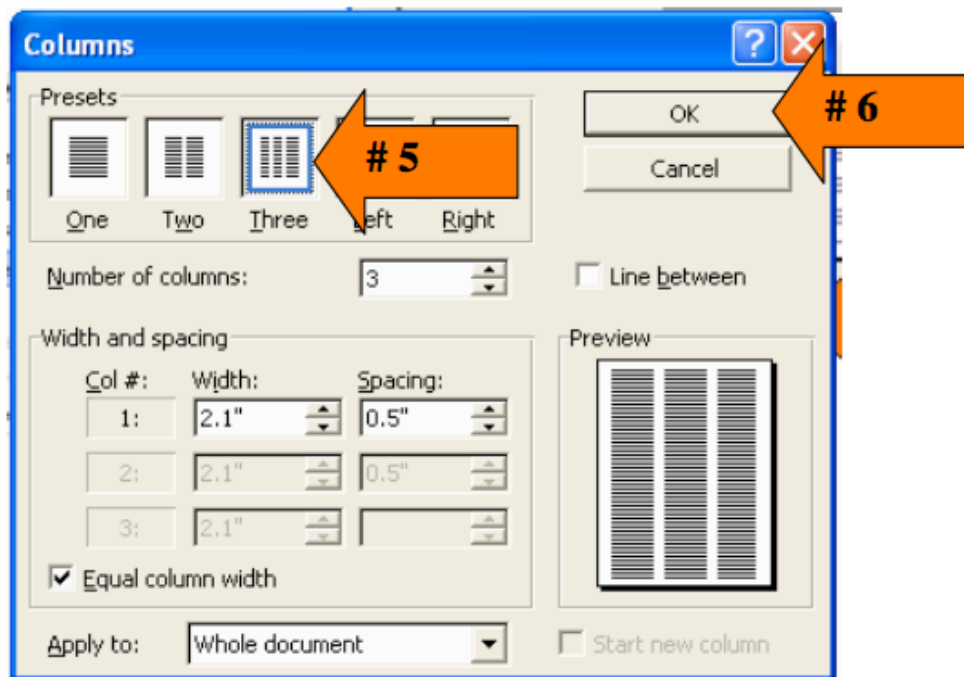 Columns
Presets
# 5
OK
# 6
Cancel
One Two Three Left Right
Number of columns: 3
Line between
Width and spacing
Preview
Col #: Width: Spacing:
1: 2.1" 0.5"
2: 2.1" 0.5"
3: 2.1"
Equal column width
Apply to: Whole document
Start new column